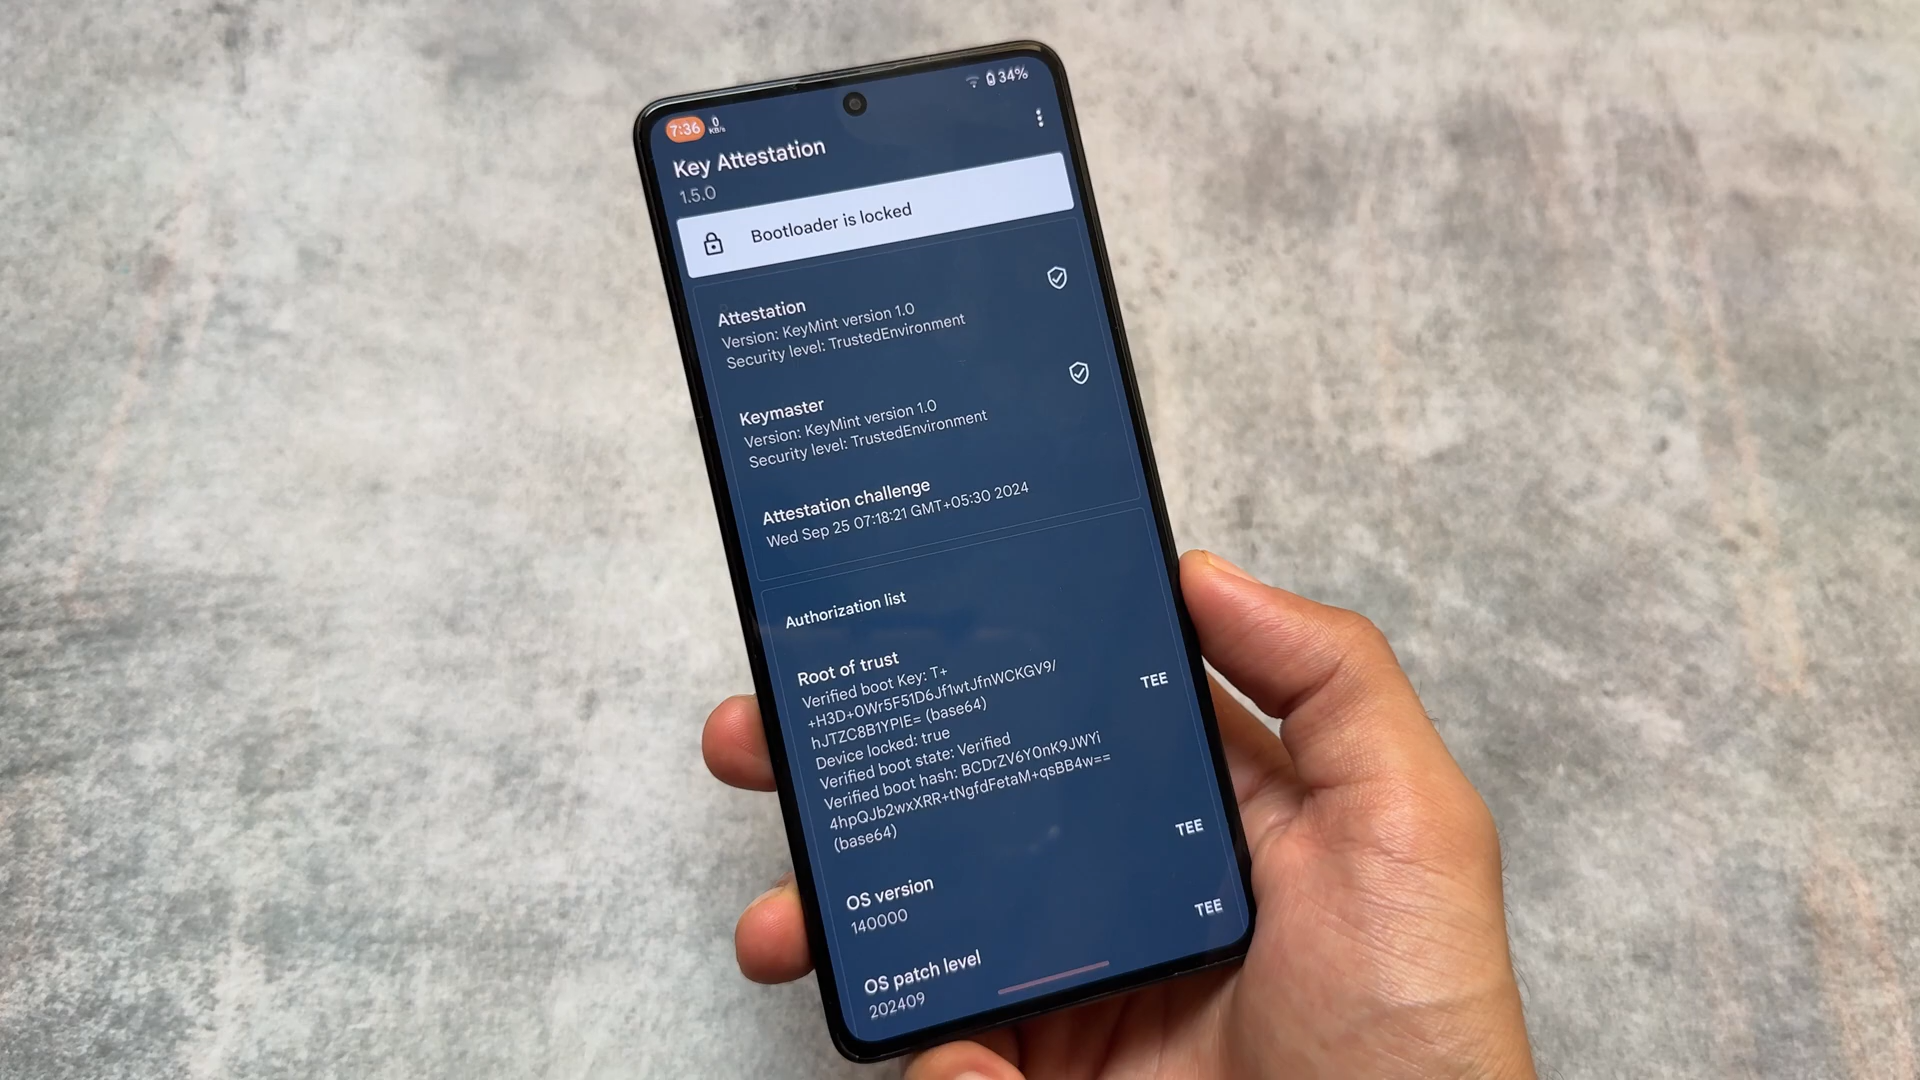 7:36 0 KB/s 34%
Key Attestation
1.5.0
Bootloader is locked
Attestation
Version: KeyMint version 1.0
Security level: TrustedEnvironment
Keymaster
Version: KeyMint version 1.0
Security level: TrustedEnvironment
Attestation challenge
Wed Sep 25 07:18:21 GMT+05:30 2024
Authorization list
Root of trust
Verified boot Key: T+
+H3D+0Wr5F51D6Jf1wtJfnWCKGV9/
hJTZC8B1YPIE= (base64)
Device locked: true
Verified boot state: Verified
Verified boot hash: BCDrZV6Y0nK9JWYi
4hpQJb2wxXRR+tNgfdFetaM+qsBB4w==
(base64)
TEE
OS version
140000
TEE
OS patch level
202409
TEE